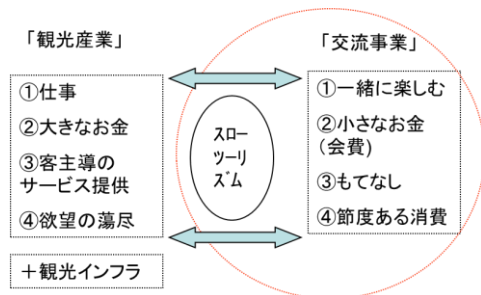 「観光産業」
①仕事
②大きなお金
③客主導の
サービス提供
④欲望の蕩尽
＋観光インフラ
スロー
ツーリ
ズム
「交流事業」
①一緒に楽しむ
②小さなお金
(会費)
③もてなし
④節度ある消費